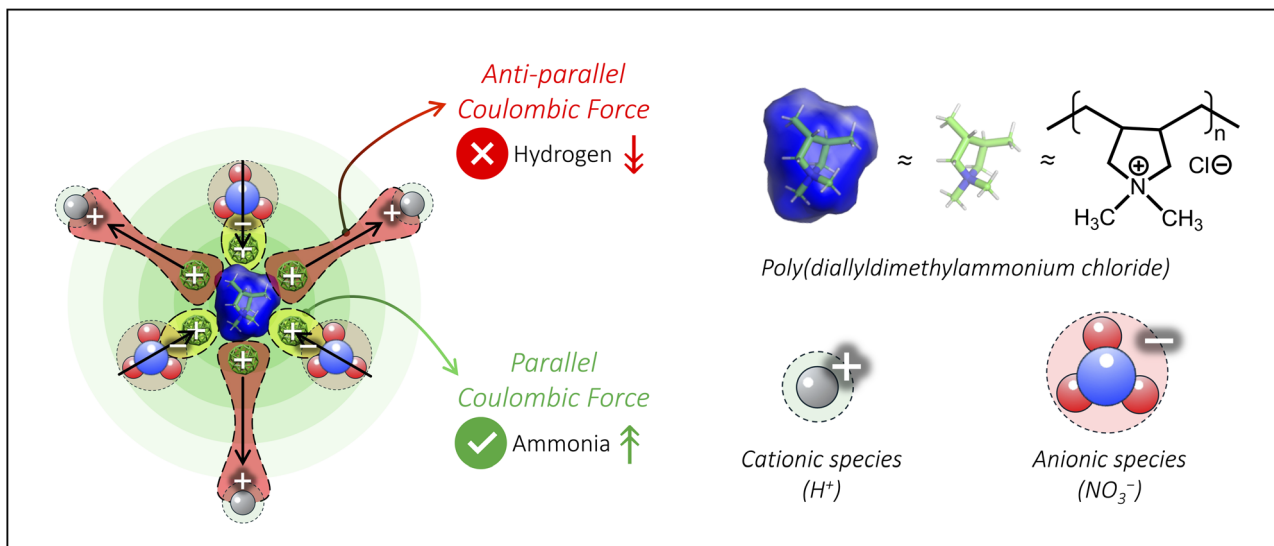 Anti-parallel
Coulombic Force
Hydrogen
+
+
−
+
+
+
+
+
−
−
+
+
Parallel
Coulombic Force
Ammonia
≈
≈
n
N
+
Cl⊖
H₃C
CH₃
Poly(diallyldimethylammonium chloride)
+
−
Cationic species
(H⁺)
Anionic species
(NO₃⁻)